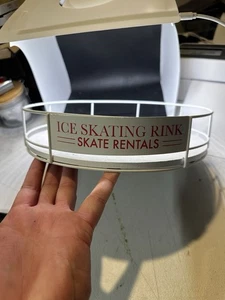 ICE SKATING RINK
SKATE RENTALS